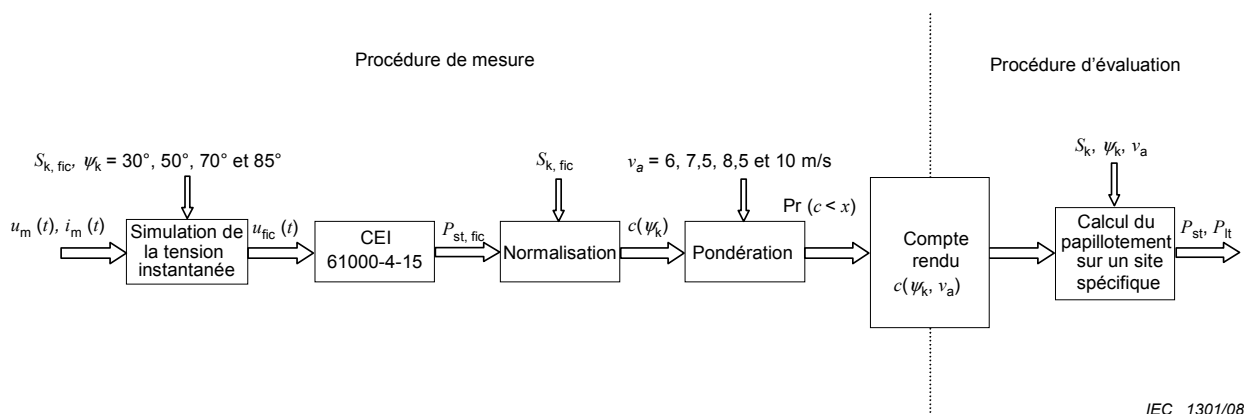 Procédure de mesure
Procédure d'évaluation
S_k, fic, ψ_k = 30°, 50°, 70° et 85°
S_k, fic
v_a = 6, 7,5, 8,5 et 10 m/s
S_k, ψ_k, v_a
u_m (t), i_m (t)
Simulation de
la tension
instantanée
u_fic (t)
CEI
61000-4-15
P_st, fic
Normalisation
c(ψ_k)
Pondération
Pr (c < x)
Compte
rendu
c(ψ_k, v_a)
Calcul du
papillotement
sur un site
spécifique
P_st, P_lt
IEC 1301/08